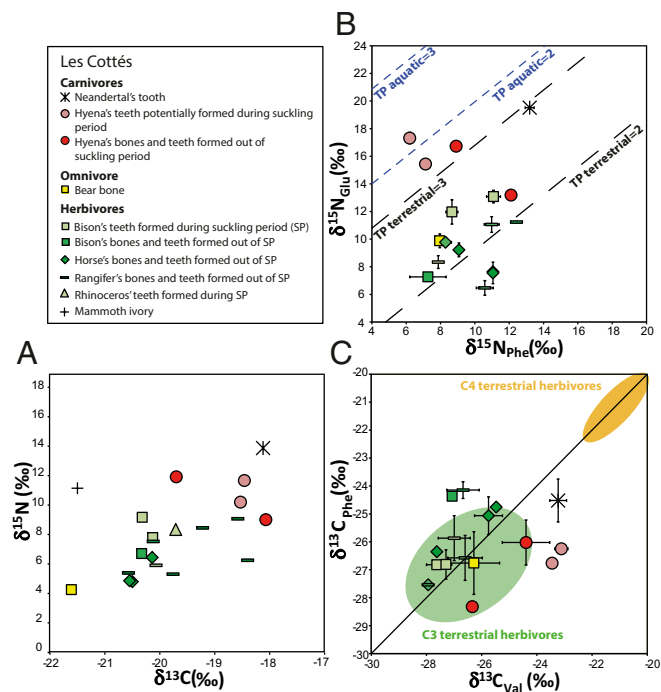 Les Cottés
Carnivores
Neandertal's tooth
Hyena's teeth potentially formed during suckling
period
Hyena's bones and teeth formed out of
suckling period
Omnivore
Bear bone
Herbivores
Bison's teeth formed during suckling period (SP)
Bison's bones and teeth formed out of SP
Horse's bones and teeth formed out of SP
Rangifer's bones and teeth formed out of SP
Rhinoceros' teeth formed during SP
Mammoth ivory
B
24
22
20
18
16
14
12
10
8
6
4
δ¹⁵N_Glu(‰)
TP aquatic=3
TP aquatic=2
TP terrestrial=3
TP terrestrial=2
4 6 8 10 12 14 16 18 20
δ¹⁵N_Phe(‰)
A
18
16
14
12
10
8
6
4
2
0
δ¹⁵N (‰)
-22 -21 -20 -19 -18 -17
δ¹³C(‰)
C
-20
-21
-22
-23
-24
-25
-26
-27
-28
-29
-30
δ¹³C_Phe(‰)
C4 terrestrial herbivores
C3 terrestrial herbivores
-30 -28 -26 -24 -22 -20
δ¹³C_Val(‰)